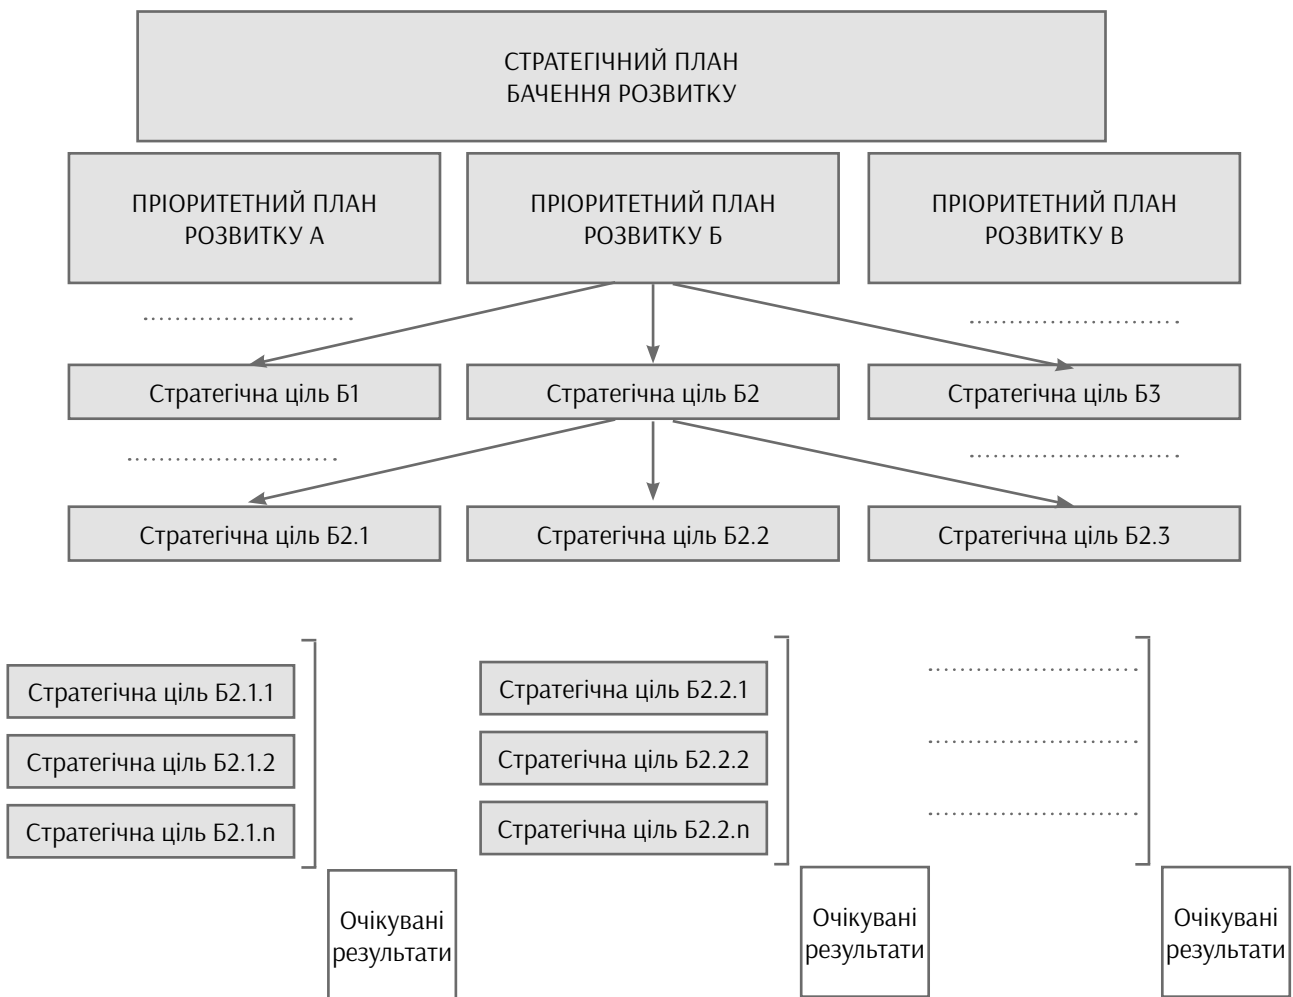 СТРАТЕГІЧНИЙ ПЛАН
БАЧЕННЯ РОЗВИТКУ
ПРІОРИТЕТНИЙ ПЛАН
РОЗВИТКУ А
ПРІОРИТЕТНИЙ ПЛАН
РОЗВИТКУ Б
ПРІОРИТЕТНИЙ ПЛАН
РОЗВИТКУ В
Стратегічна ціль Б1
Стратегічна ціль Б2
Стратегічна ціль Б3
Стратегічна ціль Б2.1
Стратегічна ціль Б2.2
Стратегічна ціль Б2.3
Стратегічна ціль Б2.1.1
Стратегічна ціль Б2.1.2
Стратегічна ціль Б2.1.n
Очікувані
результати
Стратегічна ціль Б2.2.1
Стратегічна ціль Б2.2.2
Стратегічна ціль Б2.2.n
Очікувані
результати
Очікувані
результати